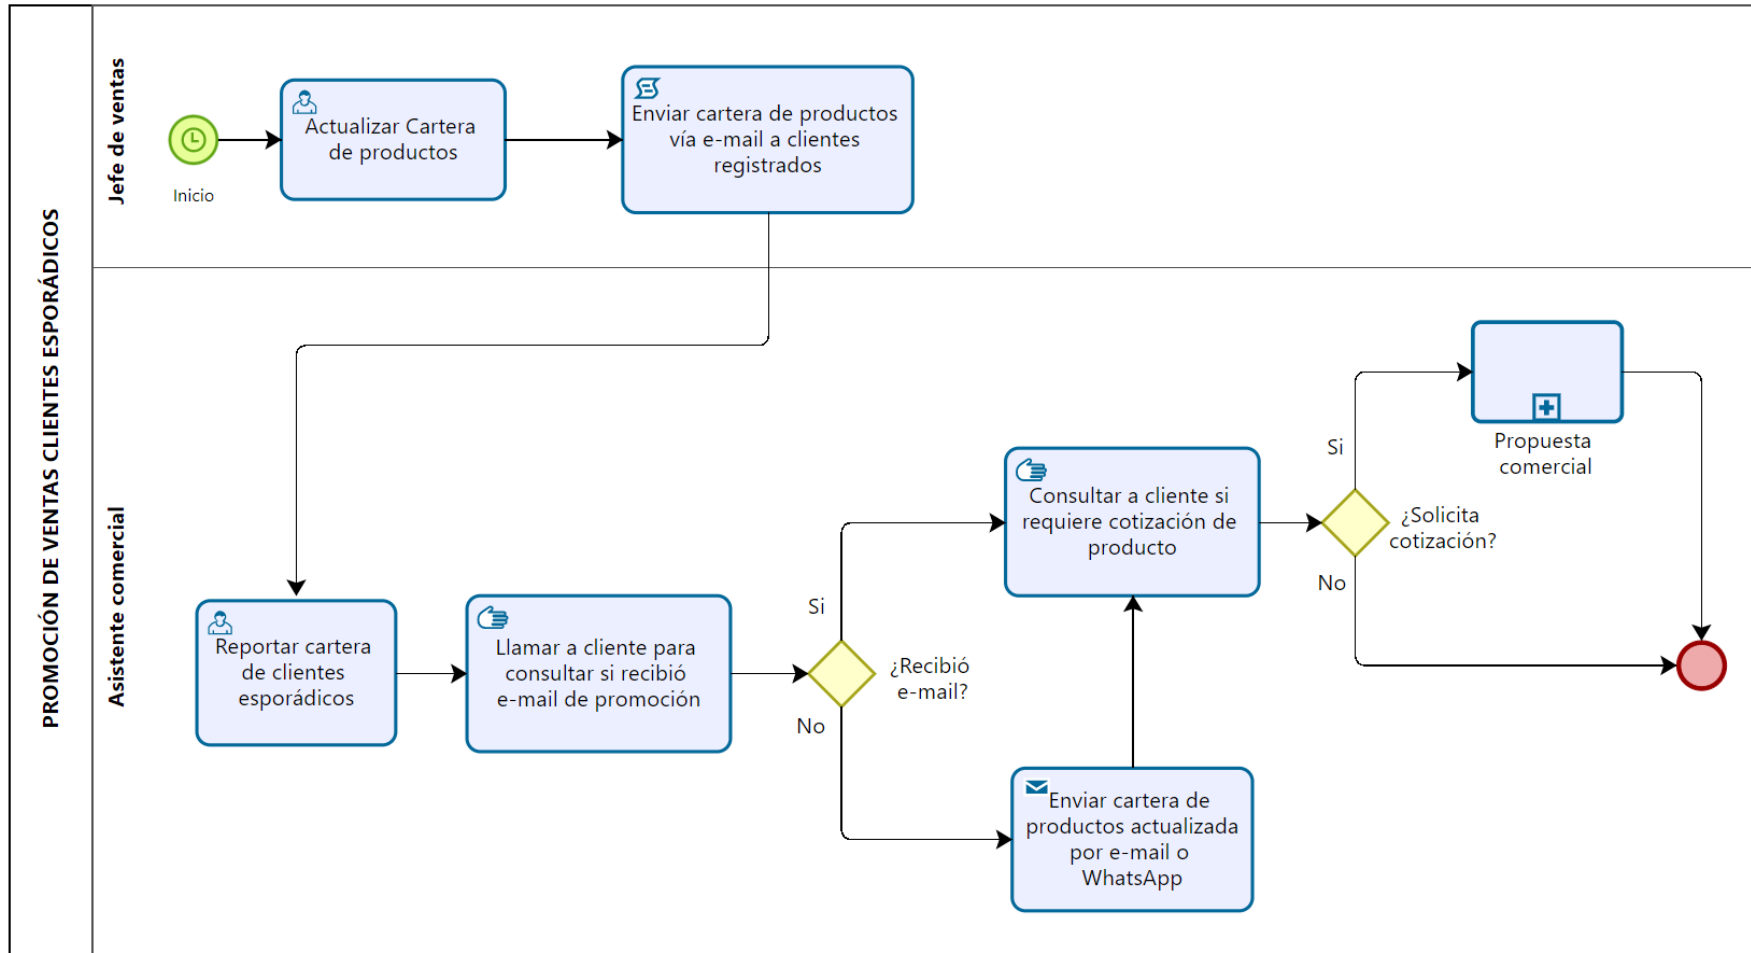 PROMOCIÓN DE VENTAS CLIENTES ESPORÁDICOS
Jefe de ventas
Inicio
Actualizar Cartera
de productos
Enviar cartera de productos
vía e-mail a clientes
registrados
Asistente comercial
Reportar cartera
de clientes
esporádicos
Llamar a cliente para
consultar si recibió
e-mail de promoción
Si
¿Recibió
e-mail?
No
Consultar a cliente si
requiere cotización de
producto
Enviar cartera de
productos actualizada
por e-mail o
WhatsApp
Si
¿Solicita
cotización?
No
Propuesta
comercial